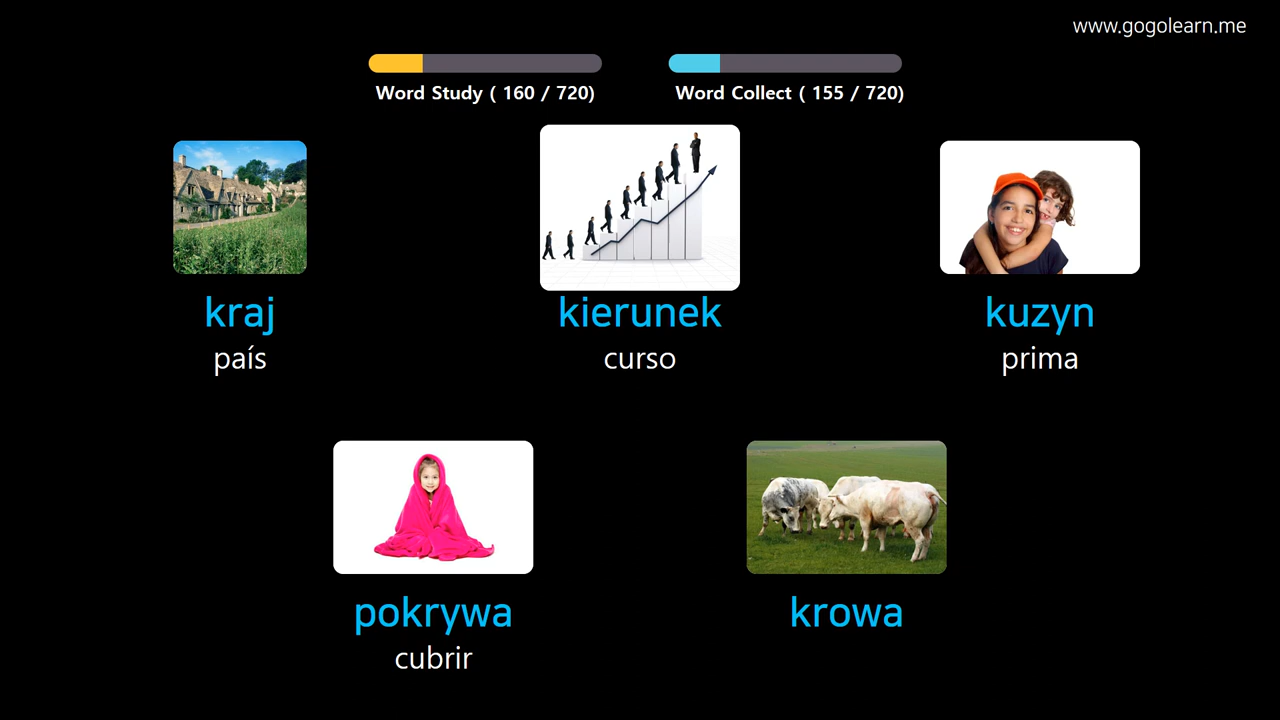 www.gogolearn.me
Word Study ( 160 / 720)
Word Collect ( 155 / 720)
kraj
país
kierunek
curso
kuzyn
prima
pokrywa
cubrir
krowa